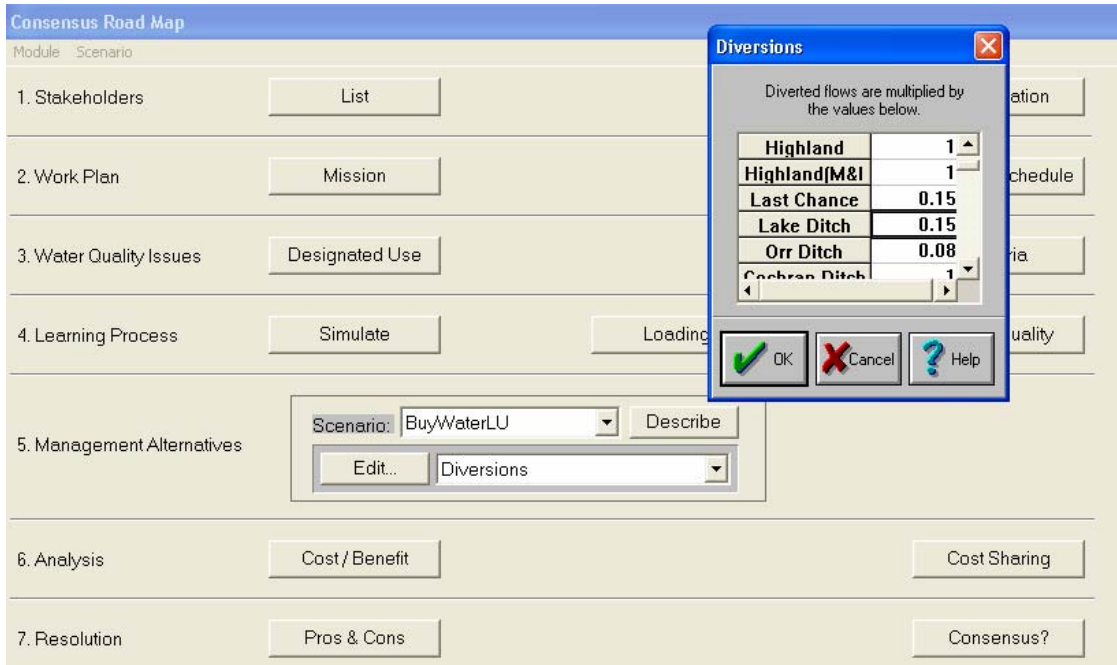 Consensus Road Map
Module Scenario
1. Stakeholders
List
ation
2. Work Plan
Mission
chedule
3. Water Quality Issues
Designated Use
ria
4. Learning Process
Simulate
Loading
uality
5. Management Alternatives
Scenario: BuyWaterLU
Describe
Edit...
Diversions
6. Analysis
Cost / Benefit
Cost Sharing
7. Resolution
Pros & Cons
Consensus?
Diversions
Diverted flows are multiplied by
the values below.
Highland 1
Highland(M&I 1
Last Chance 0.15
Lake Ditch 0.15
Orr Ditch 0.08
Cochran Ditch 1
OK
Cancel
? Help